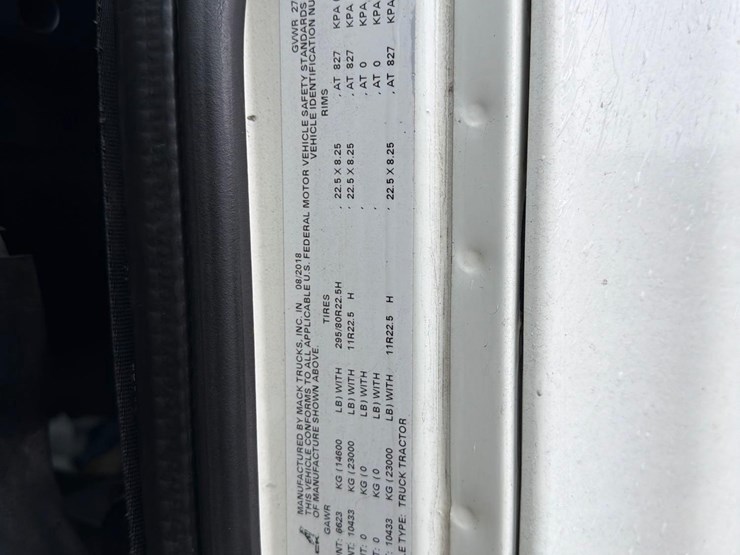 MANUFACTURED BY MACK TRUCKS, INC. IN 08/2018 GVWR 27
THIS VEHICLE CONFORMS TO ALL APPLICABLE U.S. FEDERAL MOTOR VEHICLE SAFETY STANDARDS
OF MANUFACTURE SHOWN ABOVE. VEHICLE IDENTIFICATION NU
GAWR TIRES RIMS
NT: 6623 KG (14600 LB) WITH 295/80R22.5H , 22.5 X 8.25 , AT 827 KPA
NT: 10433 KG (23000 LB) WITH 11R22.5 H , 22.5 X 8.25 , AT 827 KPA
T: 0 KG (0 LB) WITH , , AT 0 KPA
T: 0 KG (0 LB) WITH , , AT 0 KPA
: 10433 KG (23000 LB) WITH 11R22.5 H , 22.5 X 8.25 , AT 827 KPA
E TYPE: TRUCK TRACTOR